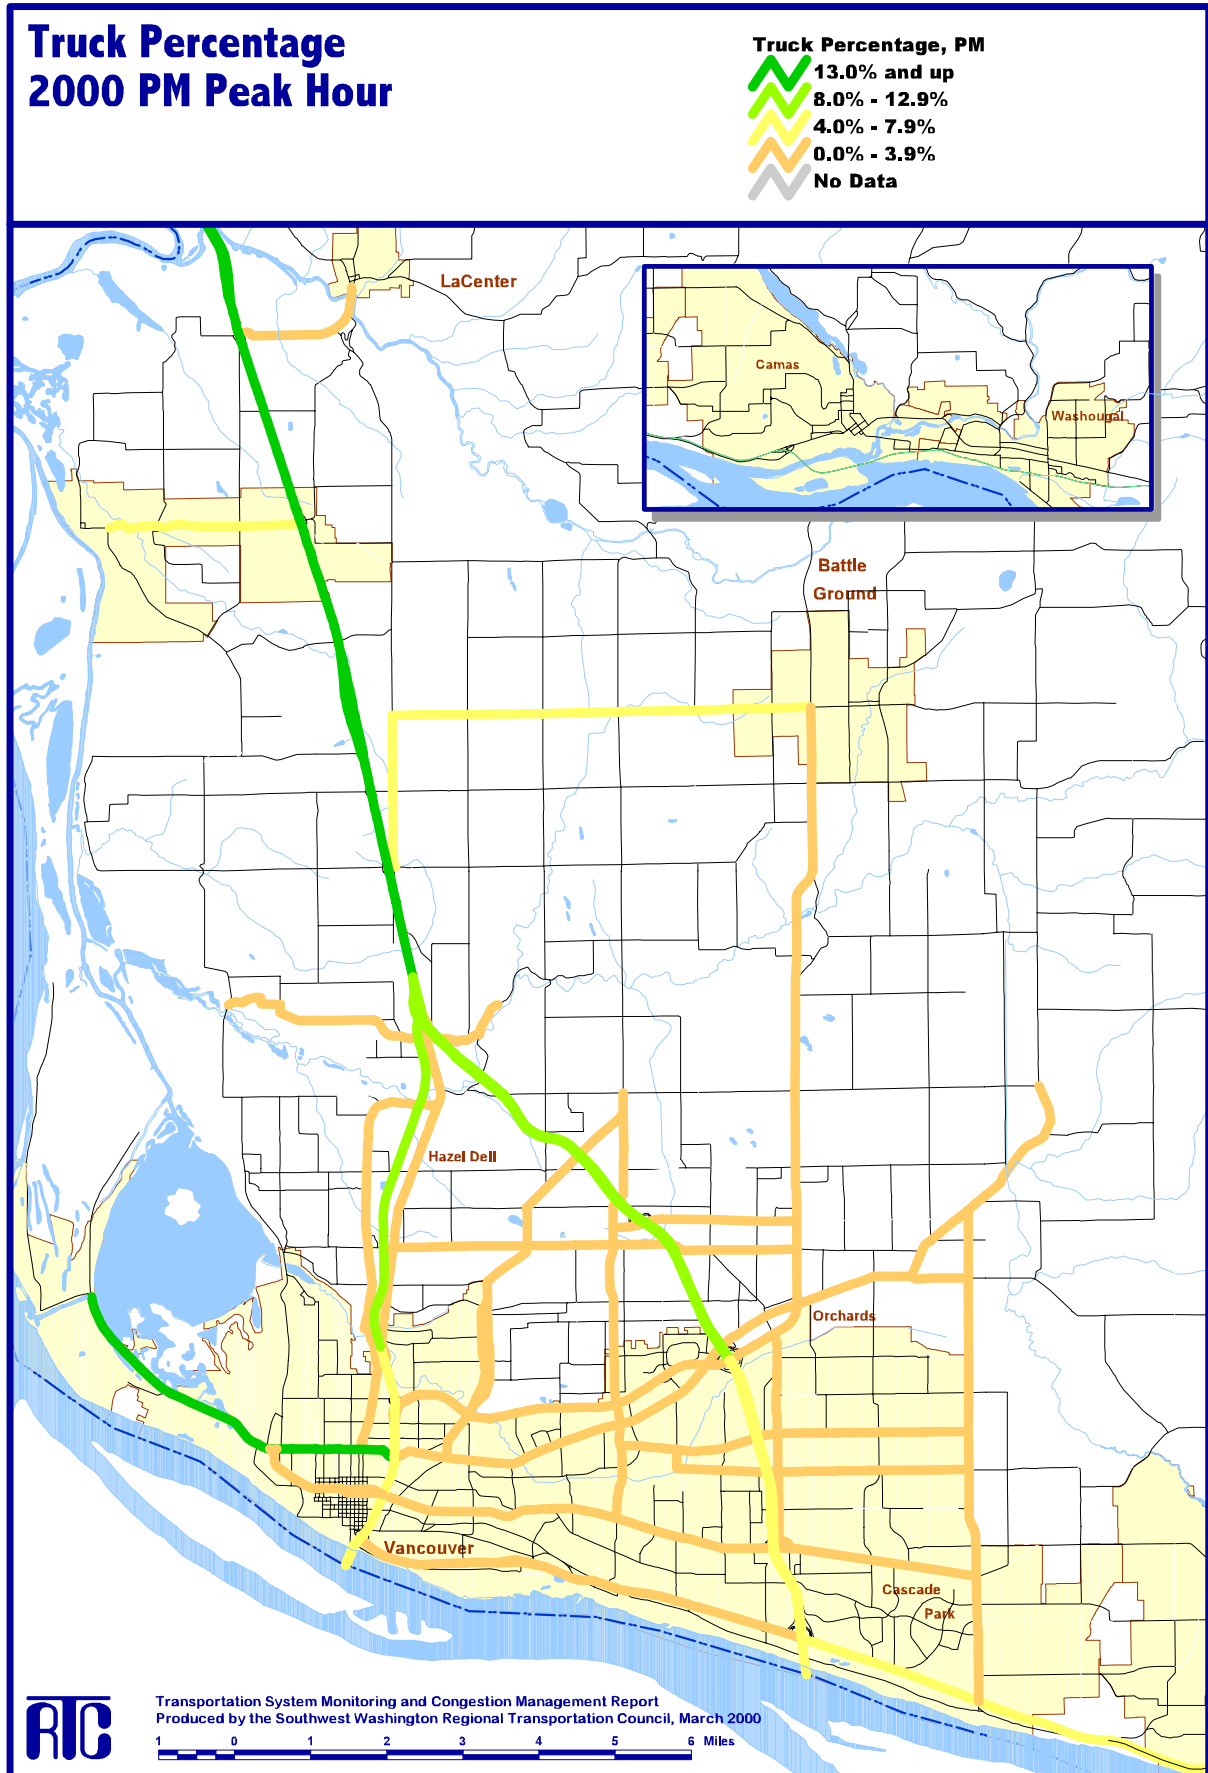 Truck Percentage
2000 PM Peak Hour
Truck Percentage, PM
13.0% and up
8.0% - 12.9%
4.0% - 7.9%
0.0% - 3.9%
No Data
LaCenter
Camas
Washougal
Battle
Ground
Hazel Dell
Orchards
Vancouver
Cascade
Park
RTC
Transportation System Monitoring and Congestion Management Report
Produced by the Southwest Washington Regional Transportation Council, March 2000
1 0 1 2 3 4 5 6 Miles